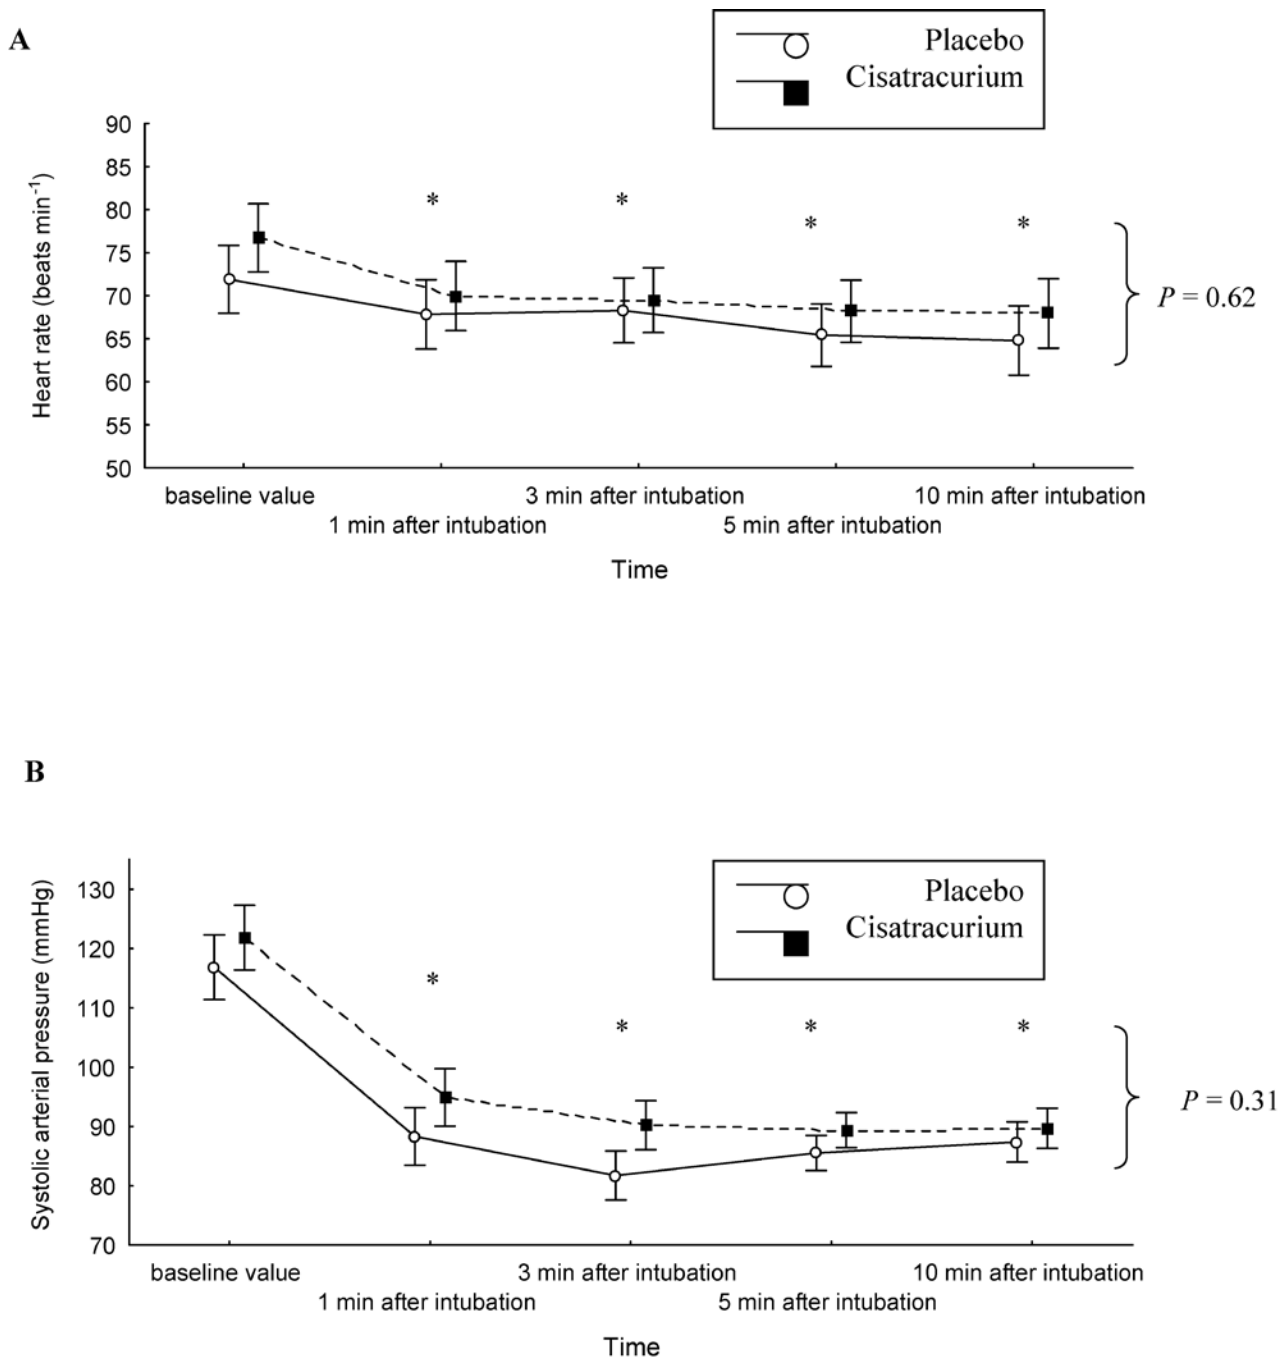 A
Placebo
Cisatracurium
90
85
80
75
70
65
60
55
50
Heart rate (beats min⁻¹)
* * * *
P = 0.62
baseline value 3 min after intubation 10 min after intubation
1 min after intubation 5 min after intubation
Time
B
Placebo
Cisatracurium
130
120
110
100
90
80
70
Systolic arterial pressure (mmHg)
* * * *
P = 0.31
baseline value 3 min after intubation 10 min after intubation
1 min after intubation 5 min after intubation
Time